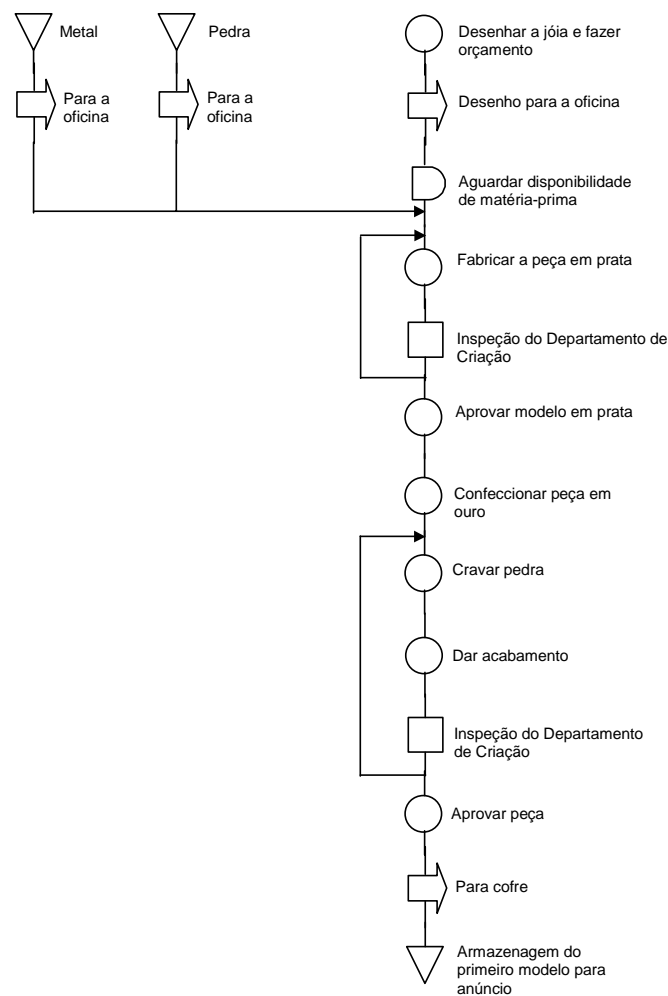 Metal
Pedra
Desenhar a jóia e fazer
orçamento
Para a
oficina
Para a
oficina
Desenho para a oficina
Aguardar disponibilidade
de matéria-prima
Fabricar a peça em prata
Inspeção do Departamento de
Criação
Aprovar modelo em prata
Confeccionar peça em
ouro
Cravar pedra
Dar acabamento
Inspeção do Departamento
de Criação
Aprovar peça
Para cofre
Armazenagem do
primeiro modelo para
anúncio